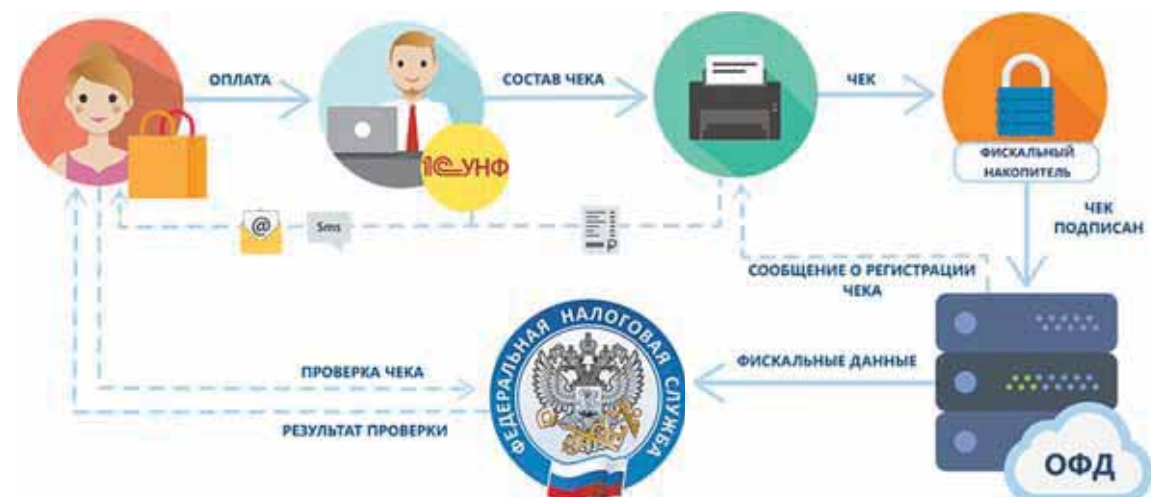 ОПЛАТА
СОСТАВ ЧЕКА
ЧЕК
1С УНФ
ФИСКАЛЬНЫЙ
НАКОПИТЕЛЬ
ЧЕК
ПОДПИСАН
@
Sms
СООБЩЕНИЕ О РЕГИСТРАЦИИ
ЧЕКА
ФЕДЕРАЛЬНАЯ НАЛОГОВАЯ СЛУЖБА
ФИСКАЛЬНЫЕ ДАННЫЕ
ПРОВЕРКА ЧЕКА
РЕЗУЛЬТАТ ПРОВЕРКИ
ОФД